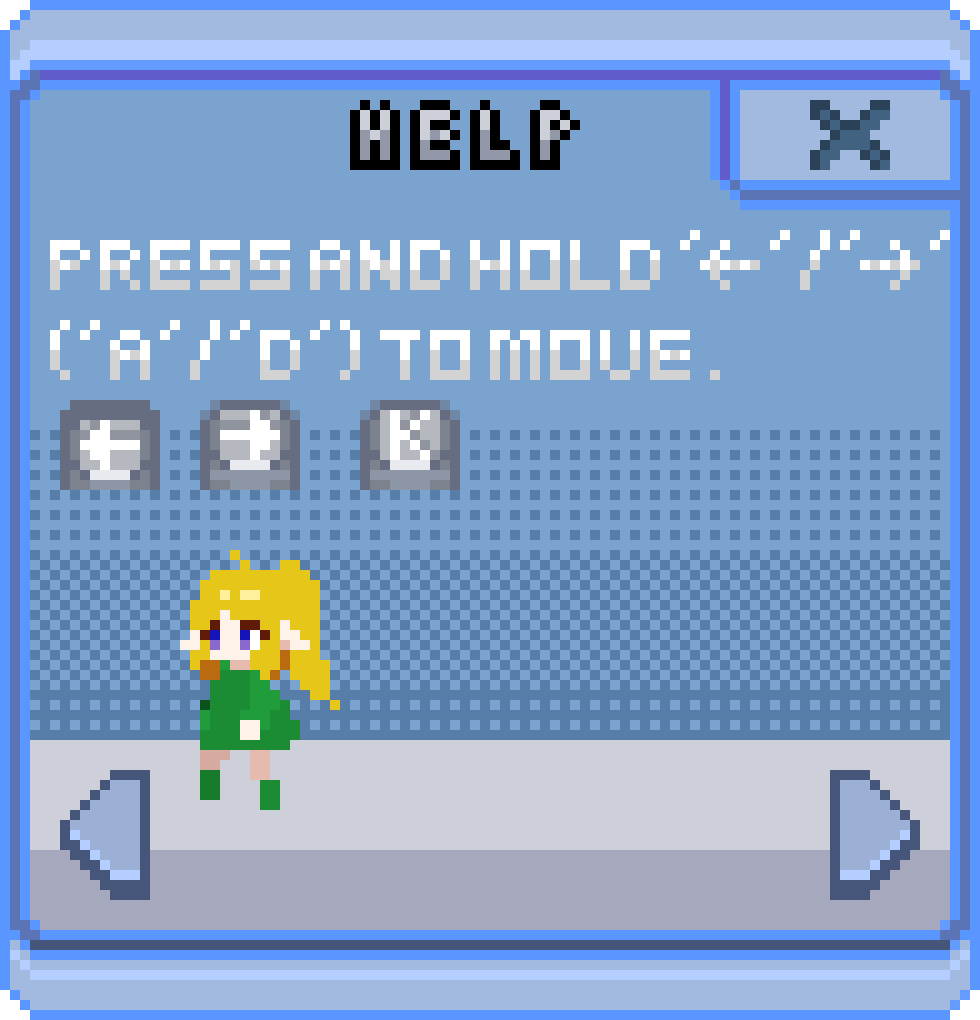 HELP
PRESS AND HOLD '←'/'→'
('A'/'D') TO MOVE.
← → K